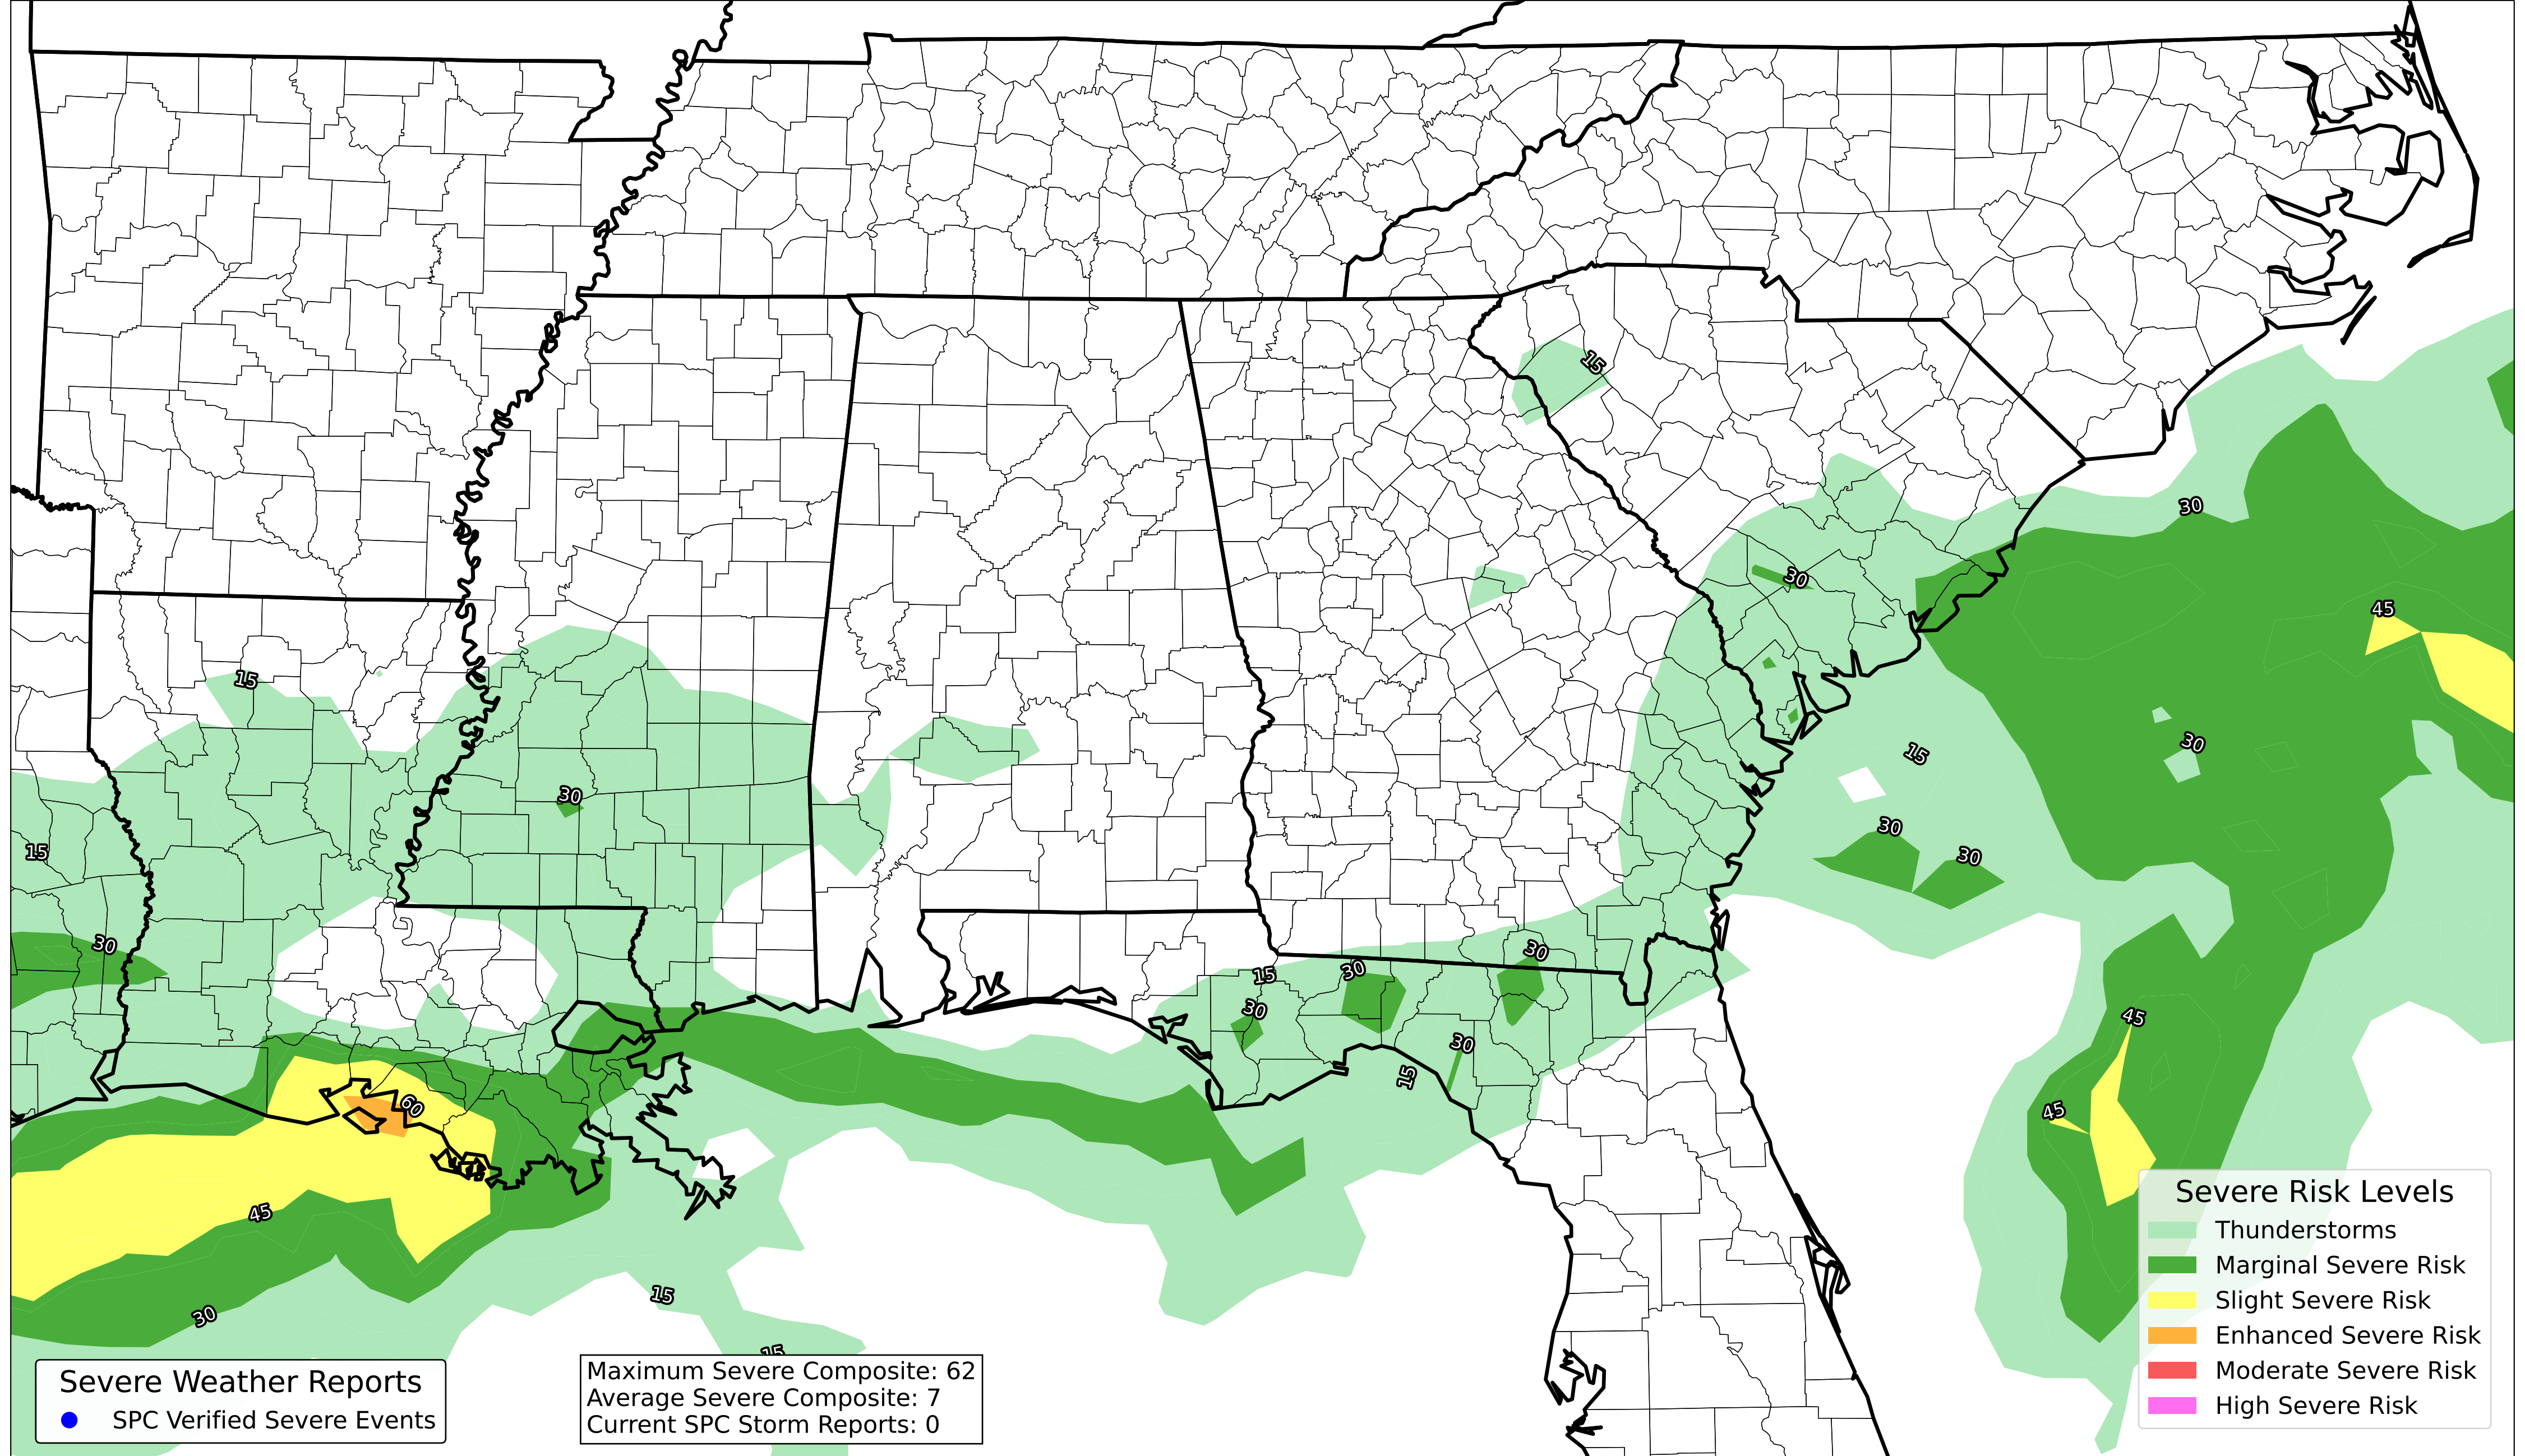 15
30
15
45
30
15
30
30
15
30
30
15
30
30
15
30
30
45
30
15
60
45
30
15
15
45
Severe Risk Levels
Thunderstorms
Marginal Severe Risk
Slight Severe Risk
Enhanced Severe Risk
Moderate Severe Risk
High Severe Risk
Severe Weather Reports
SPC Verified Severe Events
Maximum Severe Composite: 62
Average Severe Composite: 7
Current SPC Storm Reports: 0